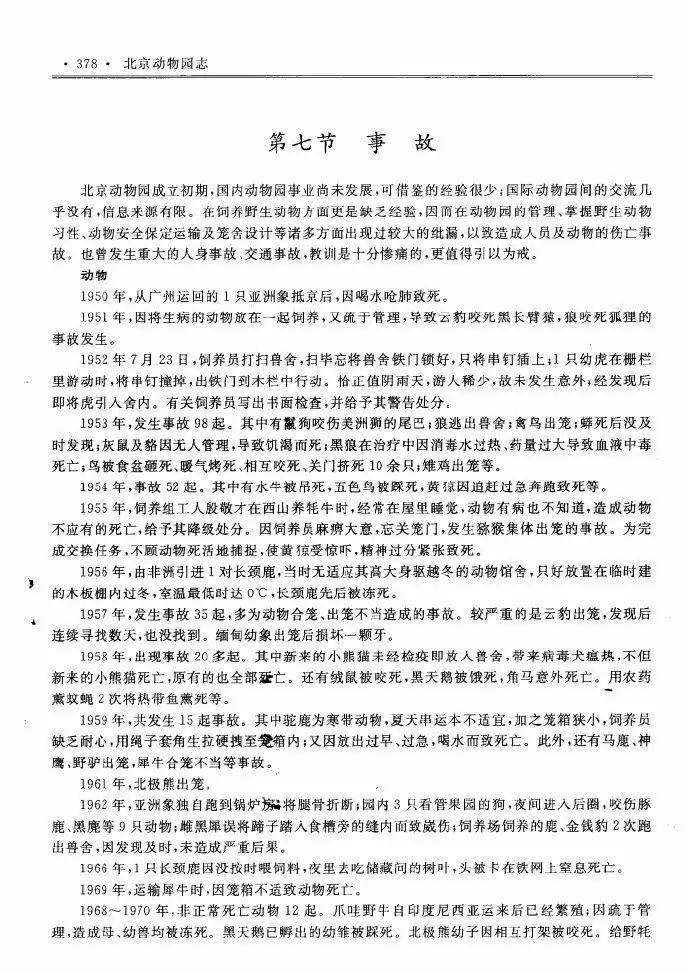 · 378 · 北京动物园志
第七节 事 故
北京动物园成立初期,国内动物园事业尚未发展,可借鉴的经验很少;国际动物园间的交流几
乎没有,信息来源有限。在饲养野生动物方面更是缺乏经验,因而在动物园的管理、掌握野生动物
习性、动物安全保定运输及笼舍设计等诸多方面出现过较大的纰漏,以致造成人员及动物的伤亡事
故。也曾发生重大的人身事故、交通事故,教训是十分惨痛的,更值得引以为戒。
动物
1950 年,从广州运回的 1 只亚洲象抵京后,因喝水呛肺致死。
1951 年,因将生病的动物放在一起饲养,又疏于管理,导致云豹咬死黑长臂猿,狼咬死狐狸的
事故发生。
1952 年 7 月 23 日,饲养员打扫兽舍,扫毕忘将兽舍铁门锁好,只将串钉插上;1 只幼虎在栅栏
里游动时,将串钉撞掉,出铁门到木栏中行动。恰正值阴雨天,游人稀少,故未发生意外;经发现后
即将虎引入舍内。有关饲养员写出书面检查,并给予其警告处分。
1953 年,发生事故 98 起。其中有鬣狗咬伤美洲狮的尾巴;狼逃出兽舍;禽鸟出笼;蟒死后没及
时发现;灰鼠及貉因无人管理,导致饥渴而死;黑狼在治疗中因消毒水过热、药量过大导致血液中毒
死亡;鸟被食盆砸死、暖气烤死、相互咬死、关门挤死 10 余只;雉鸡出笼等。
1954 年,事故 52 起。其中有水牛被吊死,五色鸟被踩死,黄猄因追赶过急奔跑致死等。
1955 年,饲养组工人殷敬才在西山养牦牛时,经常在屋里睡觉,动物有病也不知道,造成动物
不应有的死亡,给予其降级处分。因饲养员麻痹大意,忘关笼门,发生猕猴集体出笼的事故。为完
成交换任务,不顾动物死活地捕捉,使黄猄受惊吓,精神过分紧张致死。
1956 年,由非洲引进 1 对长颈鹿,当时无适应其高大身躯越冬的动物馆舍,只好放置在临时建
的木板棚内过冬,室温最低时达 0℃,长颈鹿先后被冻死。
1957 年,发生事故 35 起,多为动物合笼、出笼不当造成的事故。较严重的是云豹出笼,发现后
连续寻找数天,也没找到。缅甸幼象出笼后损坏一颗牙。
1958 年,出现事故 20 多起。其中新来的小熊猫未经检疫即放入兽舍,带来病毒犬瘟热,不但
新来的小熊猫死亡,原有的也全部死亡。还有绒鼠被咬死,黑天鹅被饿死,角马意外死亡。用农药
薰蚊蝇 2 次将热带鱼薰死等。
1959 年,共发生 15 起事故。其中驼鹿为寒带动物,夏天串运本不适宜,加之笼箱狭小,饲养员
缺乏耐心,用绳子套角生拉硬拽至笼箱内;又因放出过早、过急,喝水而致死亡。此外,还有马鹿、神
鹰、野驴出笼,犀牛合笼不当等事故。
1961 年,北极熊出笼。
1962 年,亚洲象独自跑到锅炉房将腿骨折断;园内 3 只看管果园的狗,夜间进入后圈,咬伤豚
鹿、黑鹿等 9 只动物;雌黑犀误将蹄子踏入食槽旁的缝内而致崴伤;饲养场饲养的鹿、金钱豹 2 次跑
出兽舍,因发现及时,未造成严重后果。
1966 年,1 只长颈鹿因没按时喂饲料,夜里去吃储藏间的树叶,头被卡在铁网上窒息死亡。
1969 年,运输犀牛时,因笼箱不适致动物死亡。
1968~1970 年,非正常死亡动物 12 起。爪哇野牛自印度尼西亚运来后已经繁殖;因疏于管
理,造成母、幼兽均被冻死。黑天鹅已孵出的幼雏被踩死。北极熊幼子因相互打架被咬死。给野牦